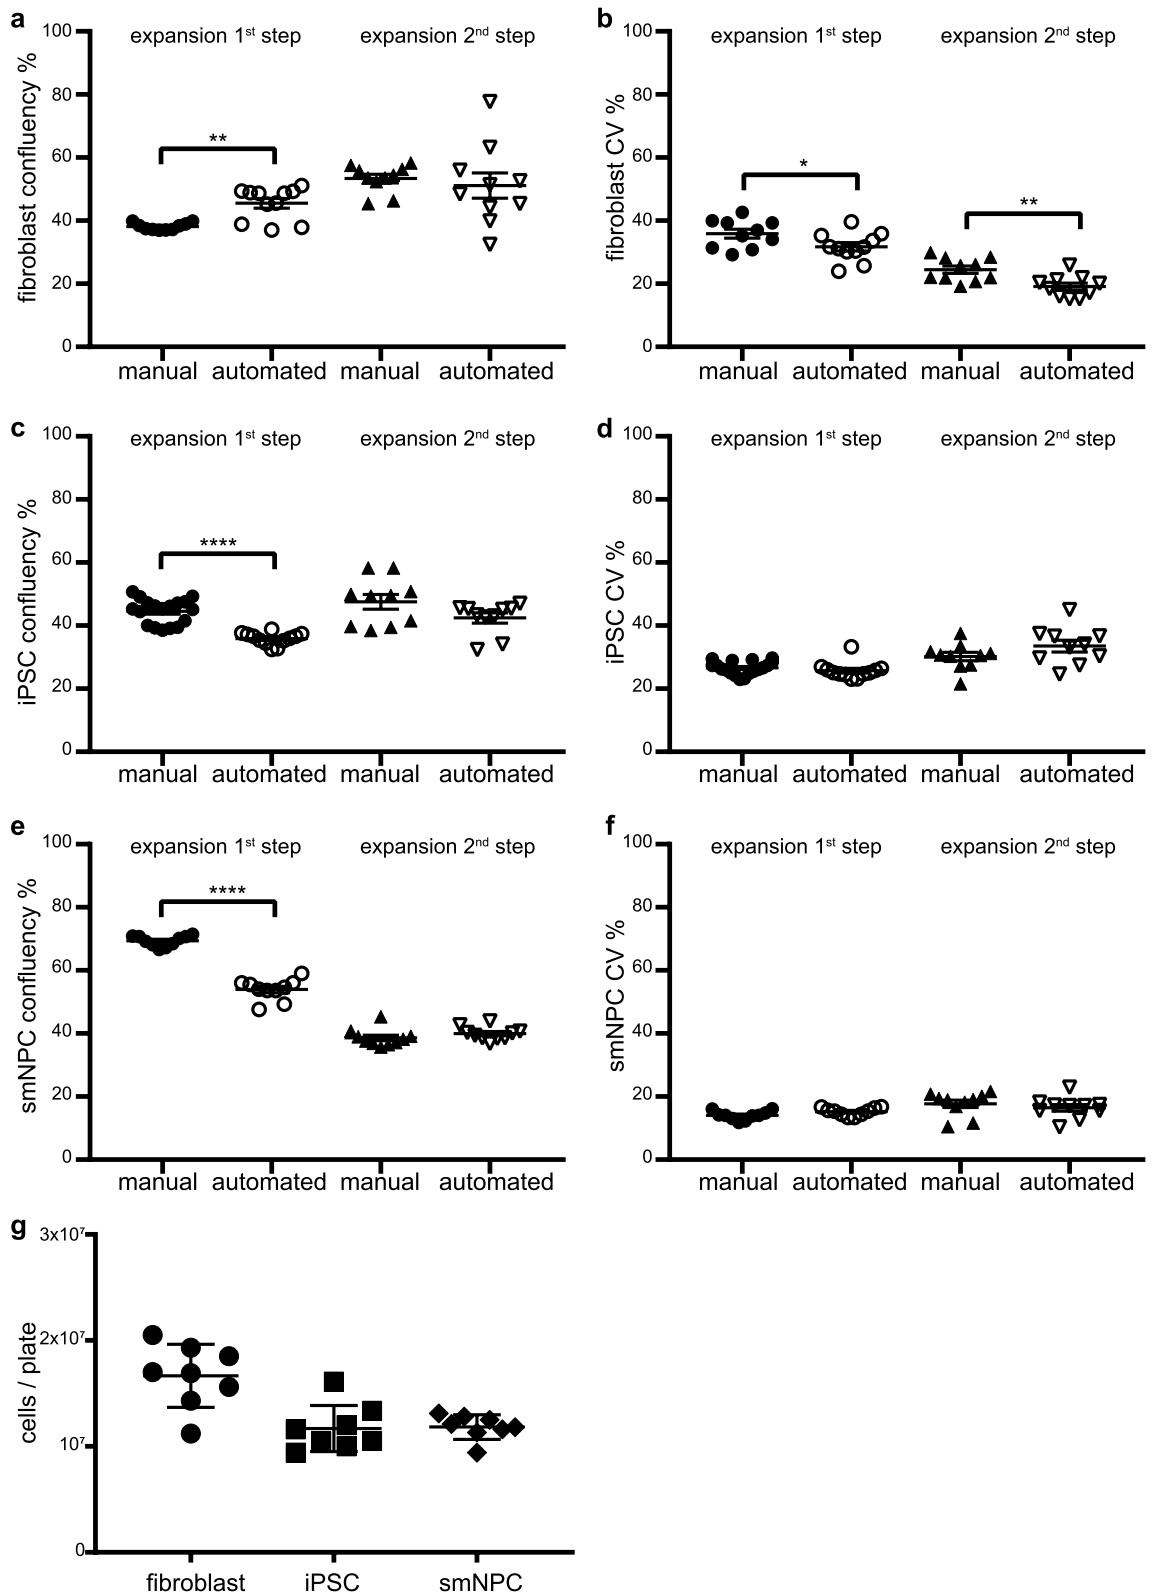 a
100
80
60
40
20
0
fibroblast confluency %
expansion 1st step
expansion 2nd step
**
manual
automated
manual
automated
b
100
80
60
40
20
0
fibroblast CV %
expansion 1st step
expansion 2nd step
*
**
manual
automated
manual
automated
c
100
80
60
40
20
0
iPSC confluency %
expansion 1st step
expansion 2nd step
****
manual
automated
manual
automated
d
100
80
60
40
20
0
iPSC CV %
expansion 1st step
expansion 2nd step
manual
automated
manual
automated
e
100
80
60
40
20
0
smNPC confluency %
expansion 1st step
expansion 2nd step
****
manual
automated
manual
automated
f
100
80
60
40
20
0
smNPC CV %
expansion 1st step
expansion 2nd step
manual
automated
manual
automated
g
3x10⁷
2x10⁷
10⁷
0
cells / plate
fibroblast
iPSC
smNPC